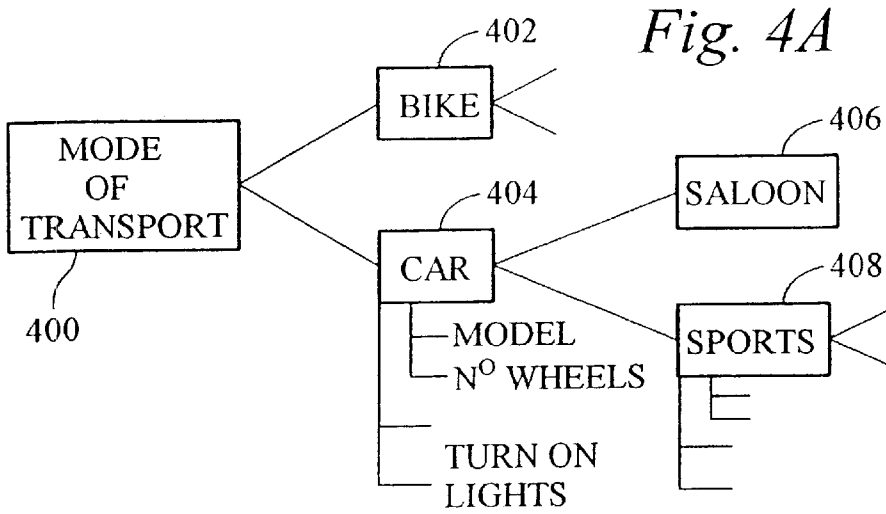 Fig. 4A
402
BIKE
MODE
OF
TRANSPORT
400
406
SALOON
404
CAR
408
SPORTS
MODEL
Nº WHEELS
TURN ON
LIGHTS